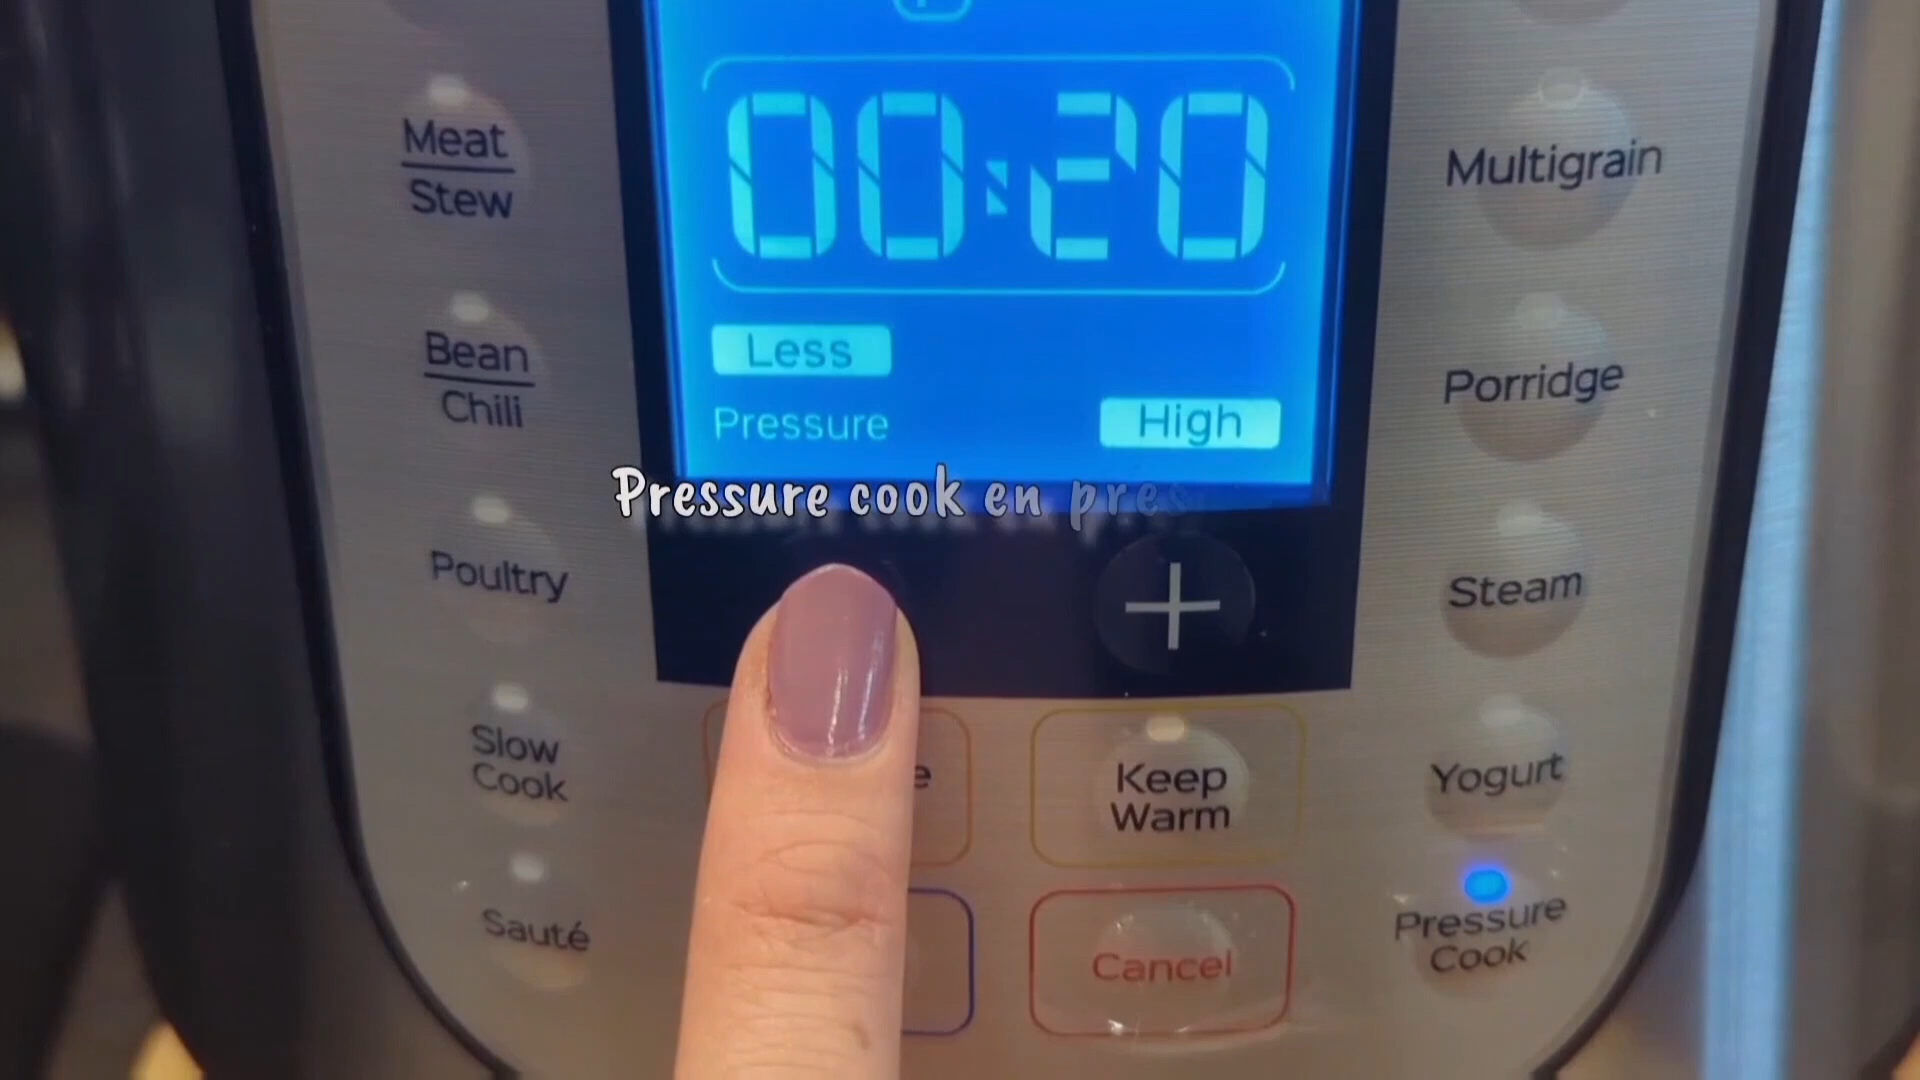 00:20
Less
Pressure
High
Pressure cook en pres
Meat
Stew
Bean
Chili
Poultry
Slow
Cook
Sauté
+
Keep
Warm
Cancel
Multigrain
Porridge
Steam
Yogurt
Pressure
Cook